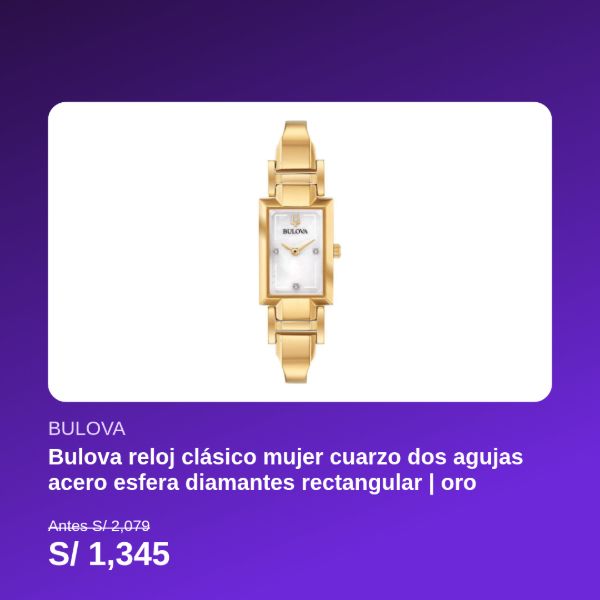 BULOVA
BULOVA
Bulova reloj clásico mujer cuarzo dos agujas
acero esfera diamantes rectangular | oro
Antes S/ 2,079
S/ 1,345